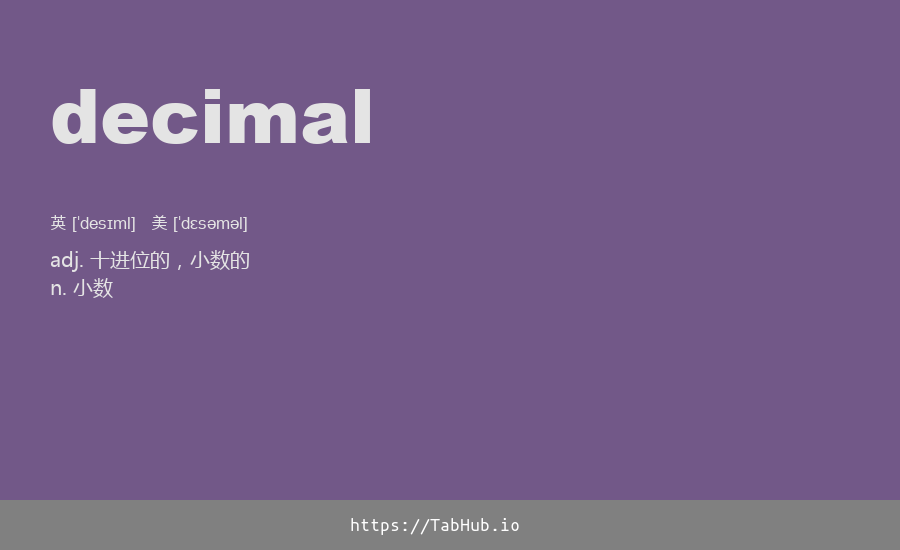 decimal
英 [ˈdesɪml] 美 [ˈdɛsəməl]
adj. 十进位的，小数的
n. 小数
https://TabHub.io